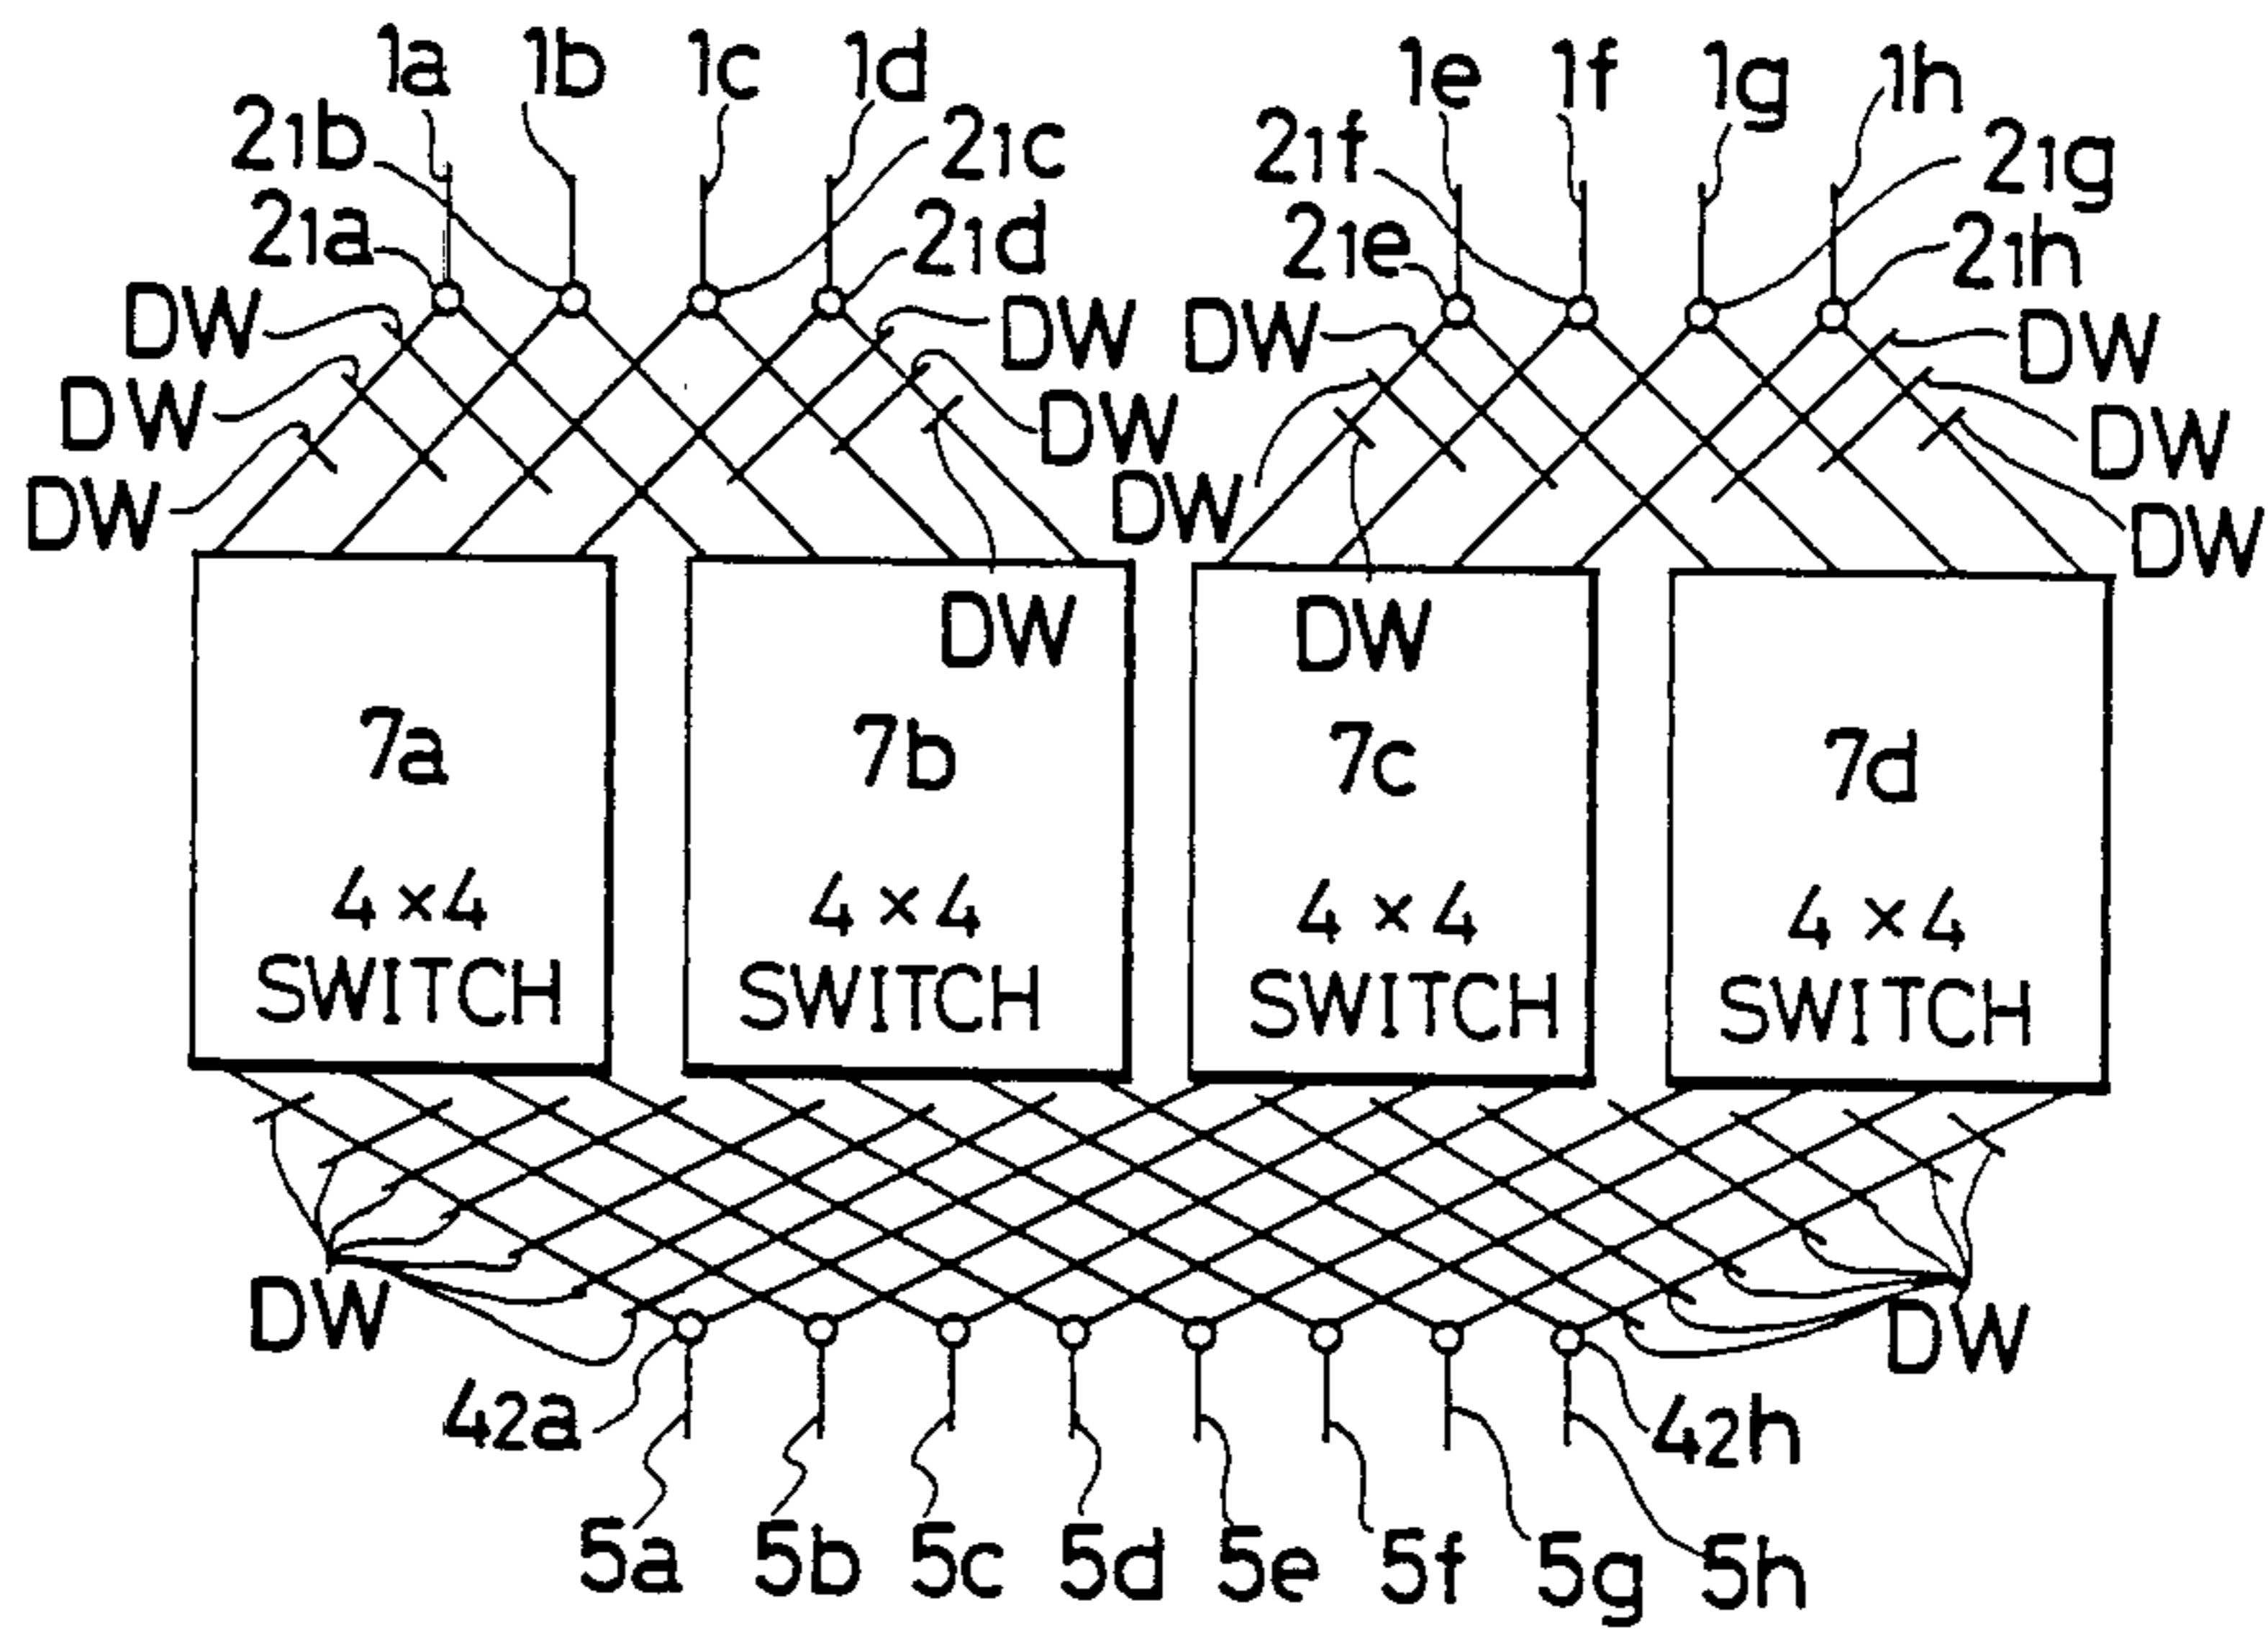 1a 1b 1c 1d 1e 1f 1g 1h
21b 21c 21f 21g
21a 21d 21e 21h
DW DW DW DW
DW DW DW
DW DW DW
DW DW
7a 7b 7c 7d
4×4 4×4 4×4 4×4
SWITCH SWITCH SWITCH SWITCH
DW DW
42a 42h
5a 5b 5c 5d 5e 5f 5g 5h